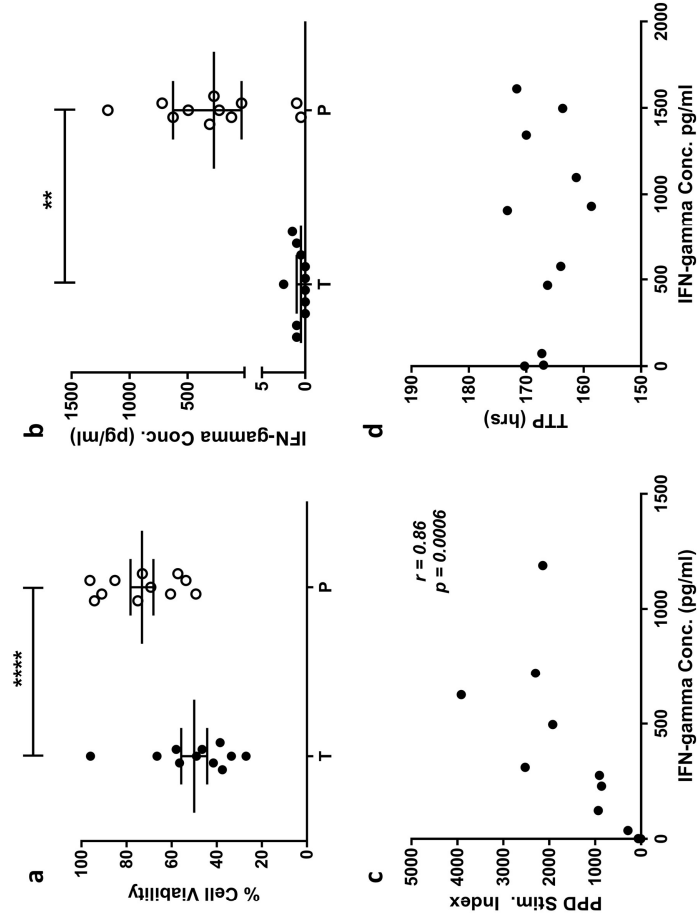 a
****
% Cell Viability
100
80
60
40
20
0
T
P
b
**
IFN-gamma Conc. (pg/ml)
1500
1000
500
5
0
T
P
c
r = 0.86
p = 0.0006
PPD Stim. Index
5000
4000
3000
2000
1000
0
0
500
1000
1500
IFN-gamma Conc. (pg/ml)
d
TTP (hrs)
190
180
170
160
150
0
500
1000
1500
2000
IFN-gamma Conc. pg/ml